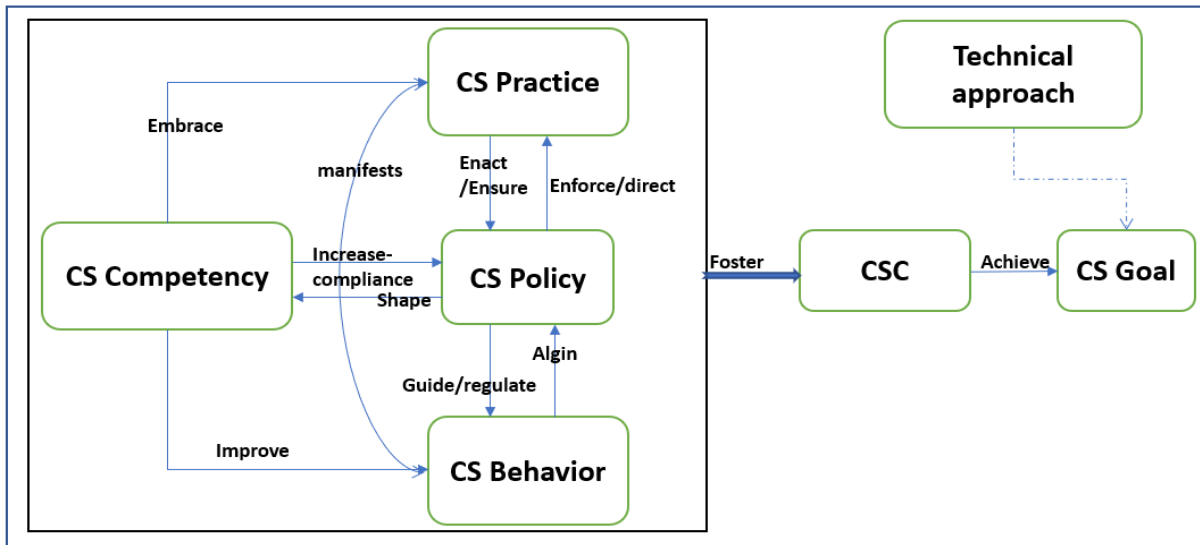 CS Practice
Technical
approach
Embrace
manifests
Enact
/Ensure
Enforce/direct
CS Competency
Increase-
compliance
Shape
CS Policy
Foster
CSC
Achieve
CS Goal
Algin
Guide/regulate
Improve
CS Behavior